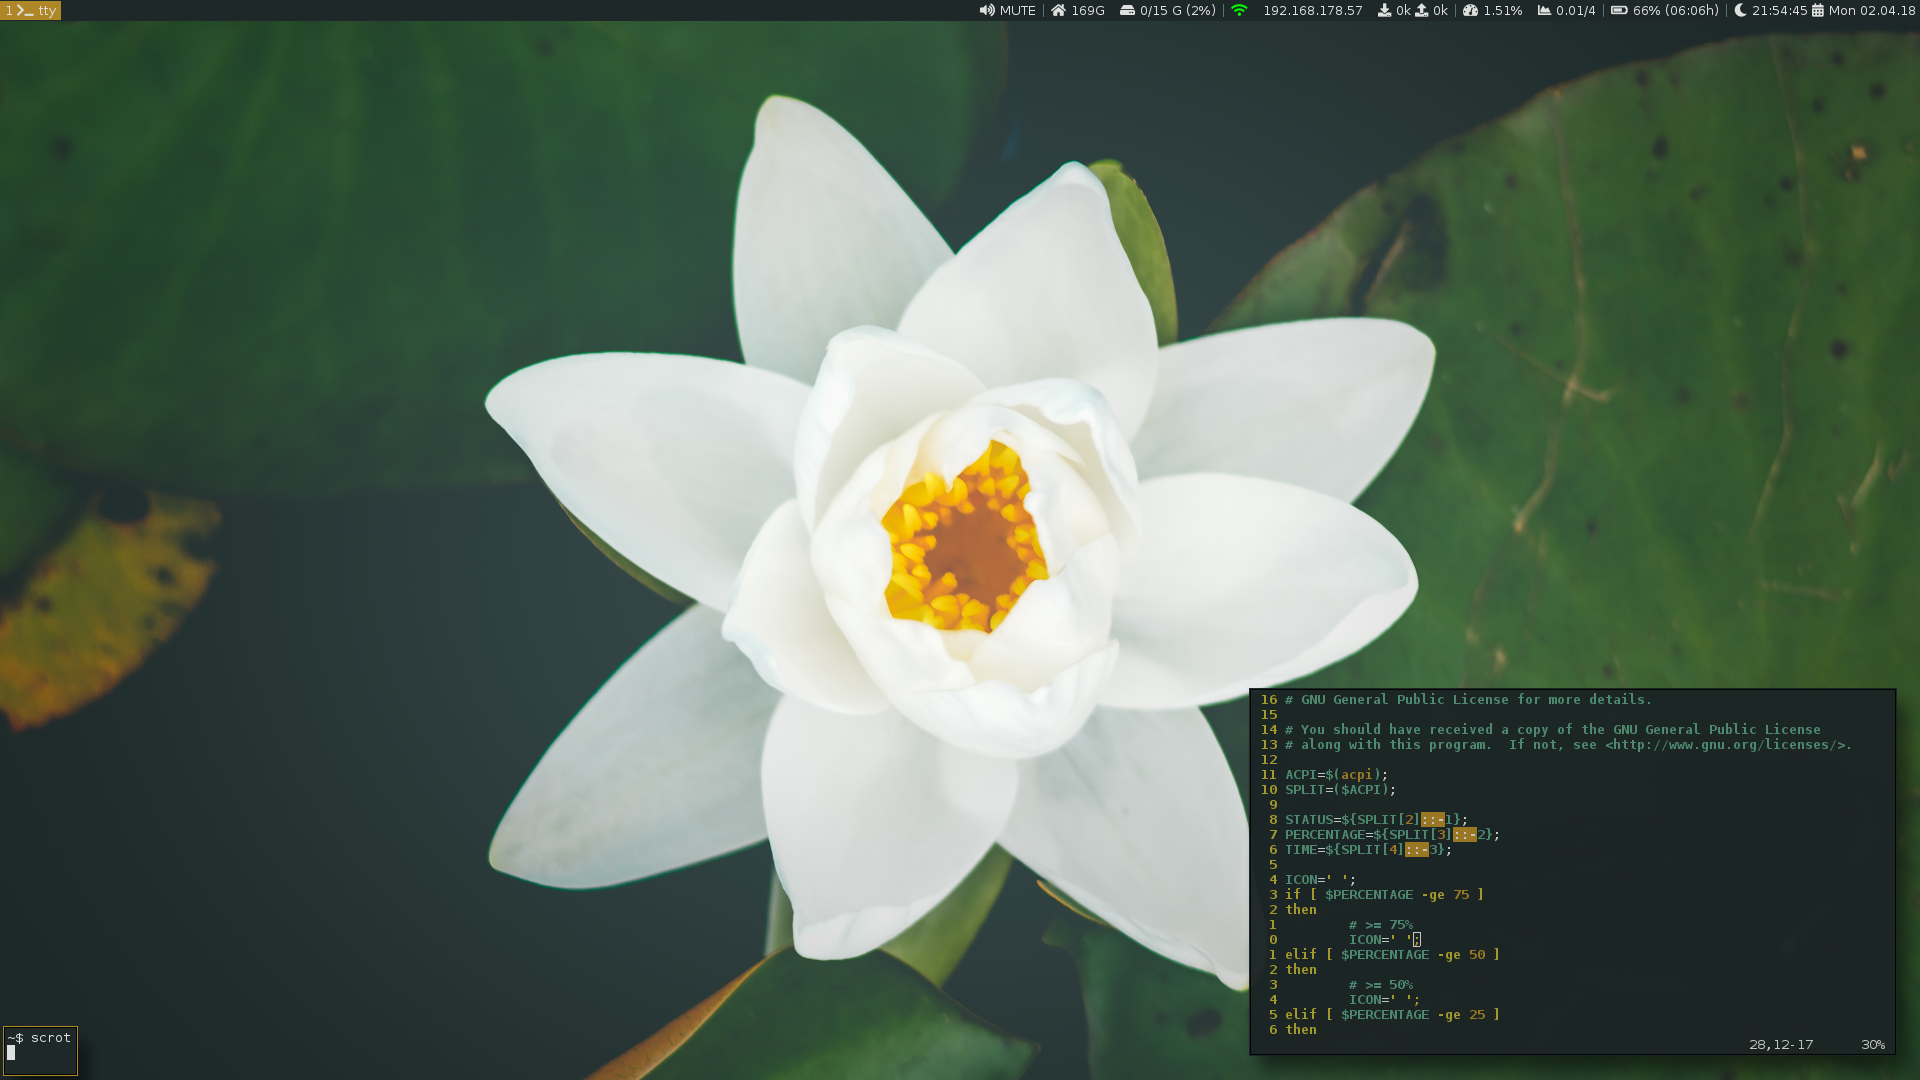 1 tty
MUTE 169G 0/15 G (2%) 192.168.178.57 0k 0k 1.51% 0.01/4 66% (06:06h) 21:54:45 Mon 02.04.18
16 # GNU General Public License for more details.
15
14 # You should have received a copy of the GNU General Public License
13 # along with this program.  If not, see <http://www.gnu.org/licenses/>.
12
11 ACPI=$(acpi);
10 SPLIT=($ACPI);
9
8 STATUS=${SPLIT[2]::-1};
7 PERCENTAGE=${SPLIT[3]::-2};
6 TIME=${SPLIT[4]::-3};
5
4 ICON=' ';
3 if [ $PERCENTAGE -ge 75 ]
2 then
1         # >= 75%
0         ICON=' ';
1 elif [ $PERCENTAGE -ge 50 ]
2 then
3         # >= 50%
4         ICON=' ';
5 elif [ $PERCENTAGE -ge 25 ]
6 then
28,12-17 30%
~$ scrot